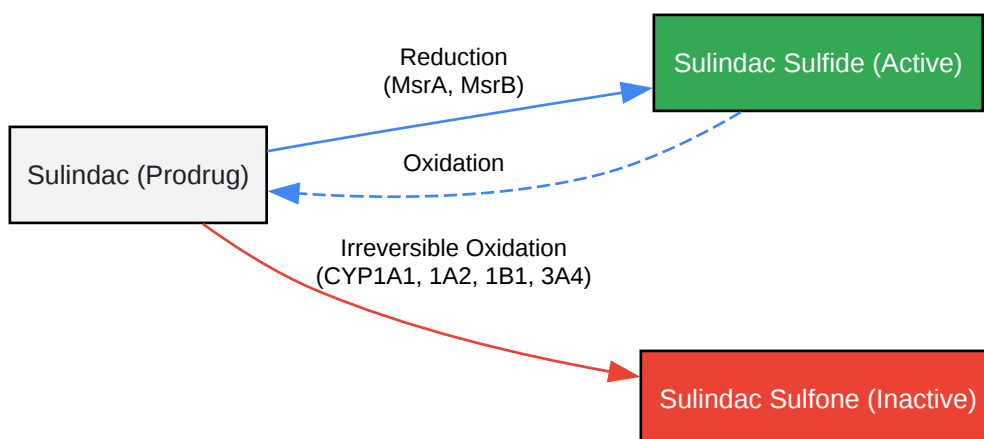 Reduction
(MsrA, MsrB)
Sulindac Sulfide (Active)
Sulindac (Prodrug)
Oxidation
Irreversible Oxidation
(CYP1A1, 1A2, 1B1, 3A4)
Sulindac Sulfone (Inactive)